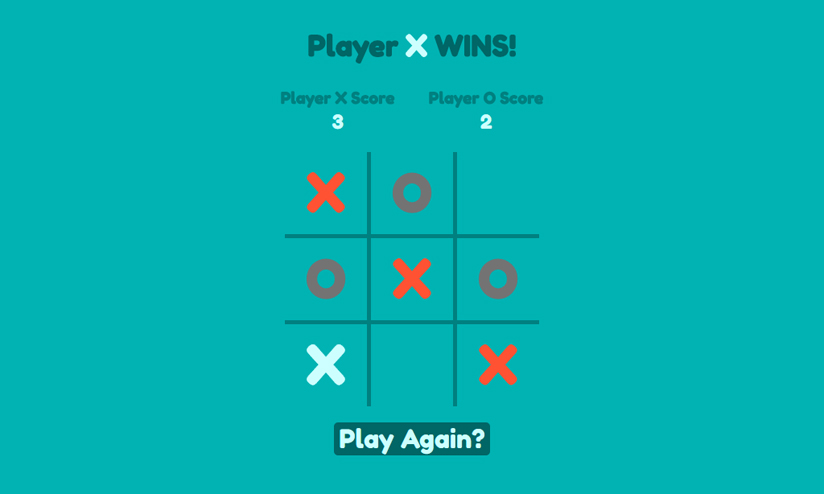 Player X WINS!
Player X Score Player O Score
3 2
X O
O X O
X X
Play Again?